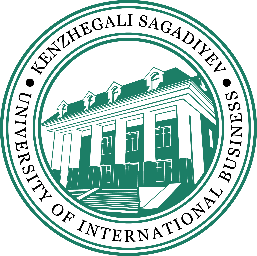 KENZHEGALI SAGADIYEV
UNIVERSITY OF INTERNATIONAL BUSINESS